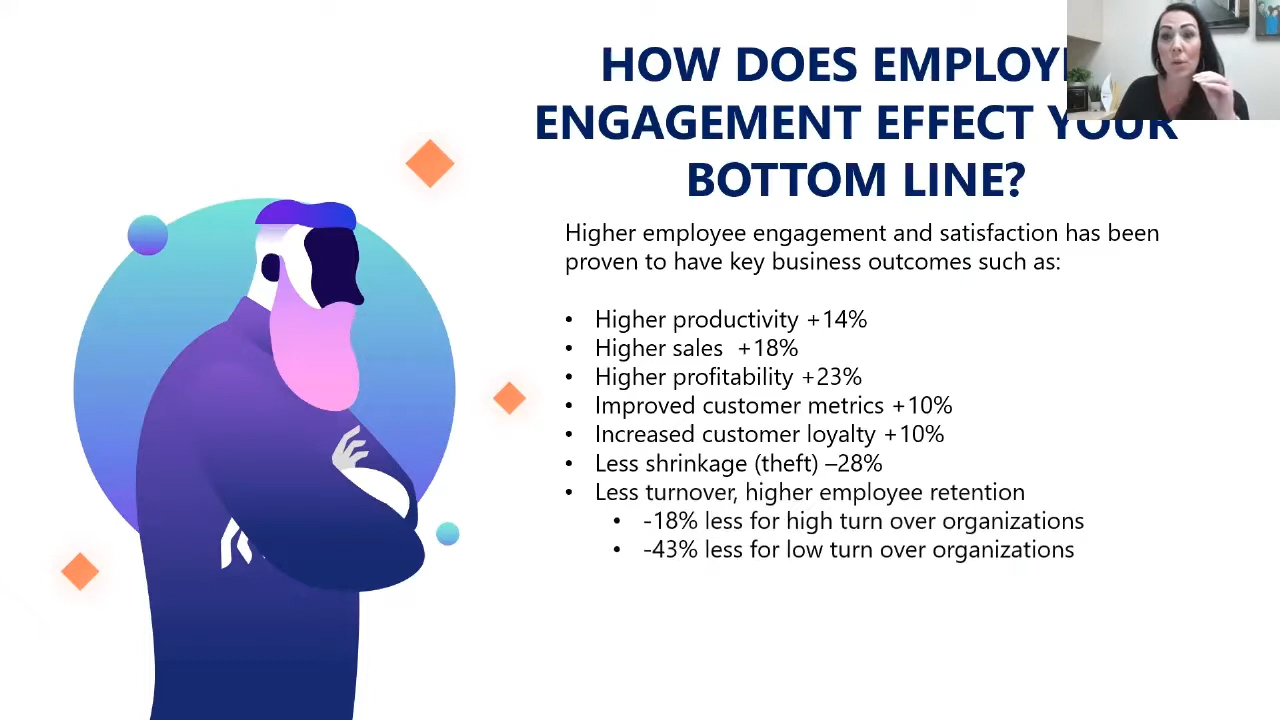 HOW DOES EMPLOY
ENGAGEMENT EFFECT YOUR
BOTTOM LINE?
Higher employee engagement and satisfaction has been
proven to have key business outcomes such as:
• Higher productivity +14%
• Higher sales +18%
• Higher profitability +23%
• Improved customer metrics +10%
• Increased customer loyalty +10%
• Less shrinkage (theft) –28%
• Less turnover, higher employee retention
• -18% less for high turn over organizations
• -43% less for low turn over organizations